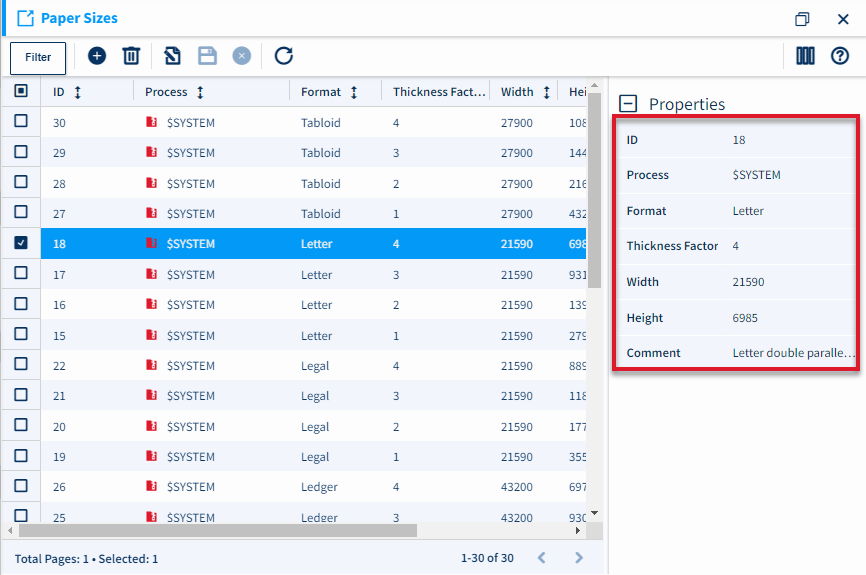 Paper Sizes
Filter
ID Process Format Thickness Fact... Width Hei
30 $SYSTEM Tabloid 4 27900 108
29 $SYSTEM Tabloid 3 27900 144
28 $SYSTEM Tabloid 2 27900 216
27 $SYSTEM Tabloid 1 27900 432
18 $SYSTEM Letter 4 21590 698
17 $SYSTEM Letter 3 21590 931
16 $SYSTEM Letter 2 21590 139
15 $SYSTEM Letter 1 21590 279
22 $SYSTEM Legal 4 21590 889
21 $SYSTEM Legal 3 21590 118
20 $SYSTEM Legal 2 21590 177
19 $SYSTEM Legal 1 21590 355
26 $SYSTEM Ledger 4 43200 697
25 $SYSTEM Ledger 3 43200 930
Total Pages: 1 • Selected: 1
1-30 of 30
Properties
ID 18
Process $SYSTEM
Format Letter
Thickness Factor 4
Width 21590
Height 6985
Comment Letter double paralle...